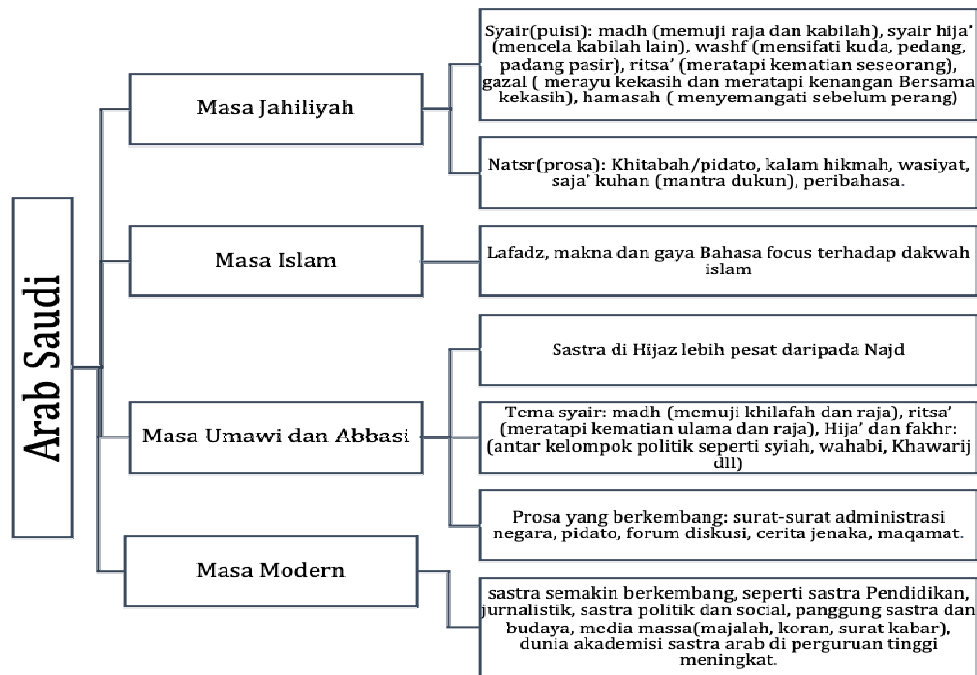 Arab Saudi
Masa Jahiliyah
Syair(puisi): madh (memuji raja dan kabilah), syair hija’
(mencela kabilah lain), washf (mensifati kuda, pedang,
padang pasir), ritsa’ (meratapi kematian seseorang),
gazal ( merayu kekasih dan meratapi kenangan Bersama
kekasih), hamasah ( menyemangati sebelum perang)
Natsr(prosa): Khitabah/pidato, kalam hikmah, wasiyat,
saja’ kuhan (mantra dukun), peribahasa.
Masa Islam
Lafadz, makna dan gaya Bahasa focus terhadap dakwah
islam
Masa Umawi dan Abbasi
Sastra di Hijaz lebih pesat daripada Najd
Tema syair: madh (memuji khilafah dan raja), ritsa’
(meratapi kematian ulama dan raja), Hija’ dan fakhr:
(antar kelompok politik seperti syiah, wahabi, Khawarij
dll)
Prosa yang berkembang: surat-surat administrasi
negara, pidato, forum diskusi, cerita jenaka, maqamat.
Masa Modern
sastra semakin berkembang, seperti sastra Pendidikan,
jurnalistik, sastra politik dan social, panggung sastra dan
budaya, media massa(majalah, koran, surat kabar),
dunia akademisi sastra arab di perguruan tinggi
meningkat.